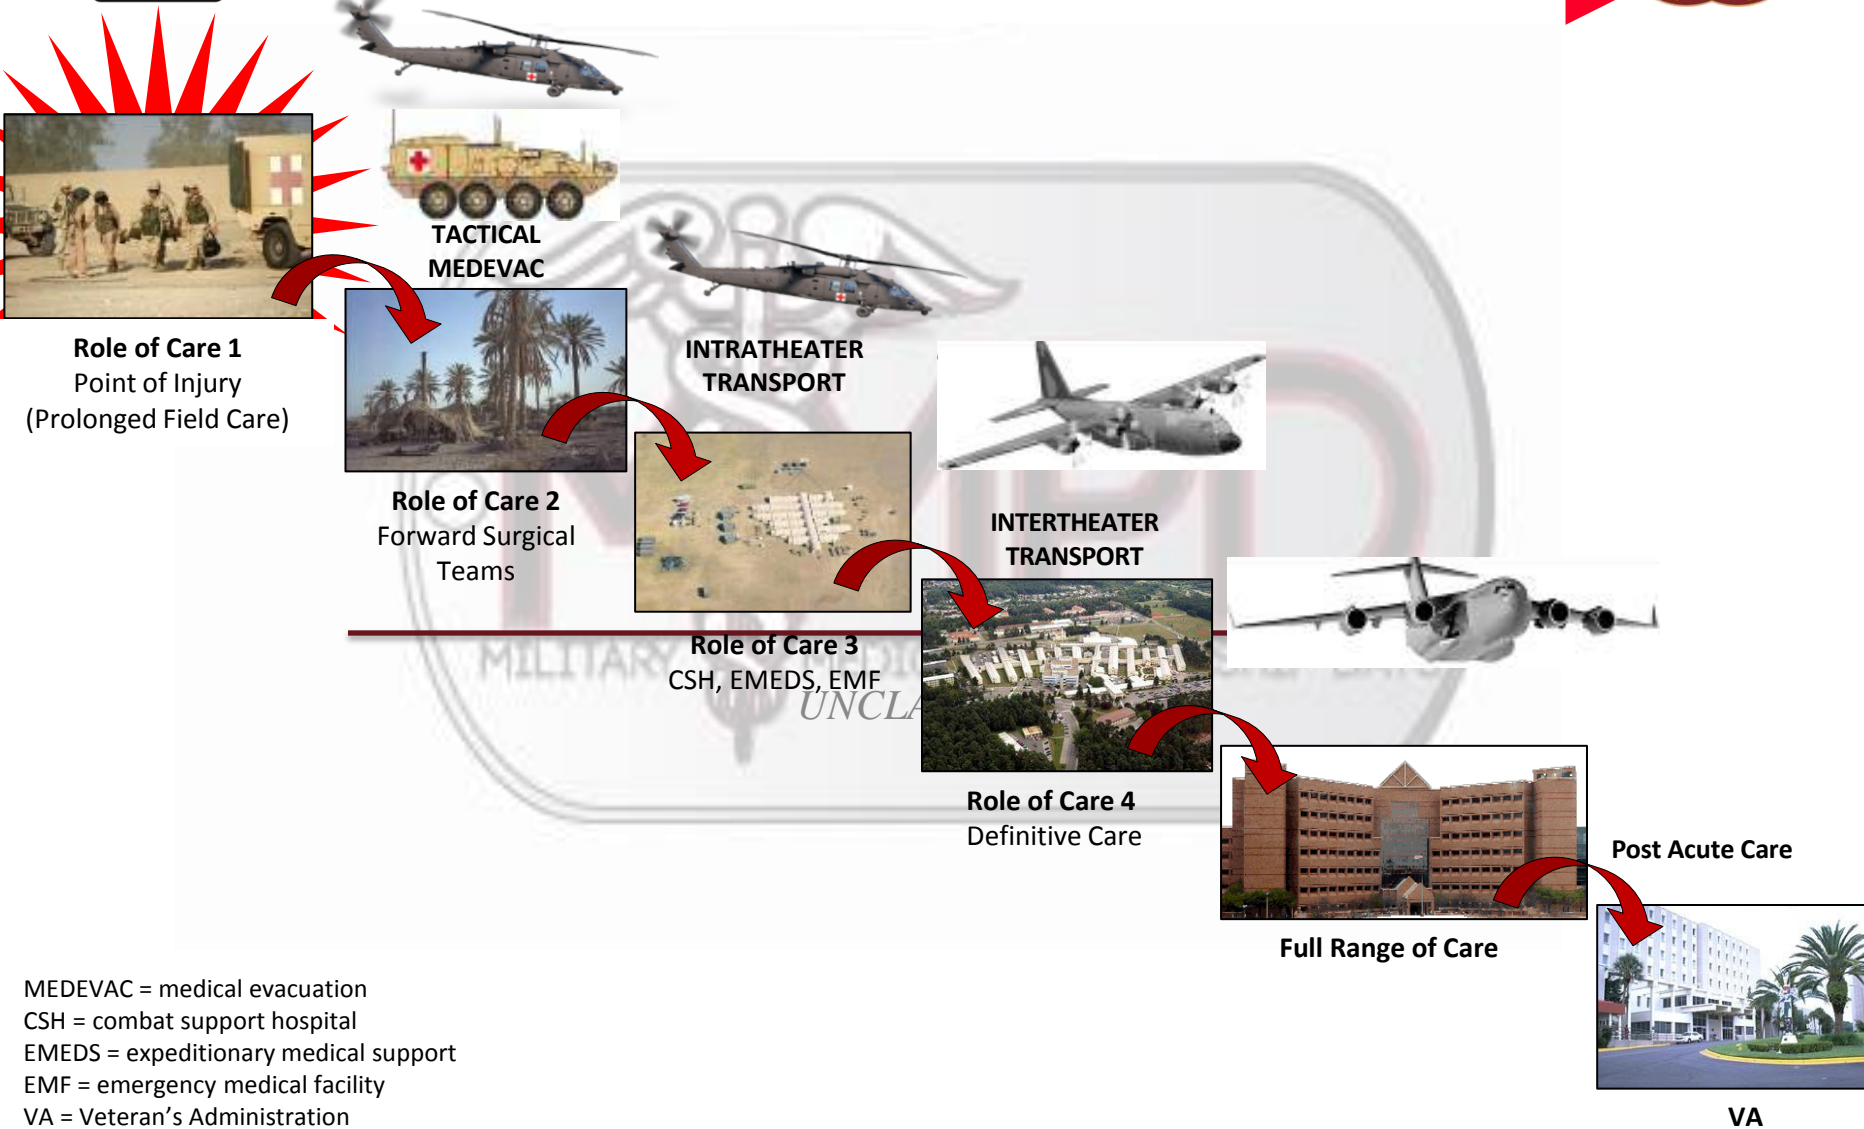 TACTICAL
MEDEVAC
Role of Care 1
Point of Injury
(Prolonged Field Care)
INTRATHEATER
TRANSPORT
Role of Care 2
Forward Surgical
Teams
INTERTHEATER
TRANSPORT
Role of Care 3
CSH, EMEDS, EMF
MILITARY
Role of Care 4
Definitive Care
Post Acute Care
Full Range of Care
MEDEVAC = medical evacuation
CSH = combat support hospital
EMEDS = expeditionary medical support
EMF = emergency medical facility
VA = Veteran’s Administration
VA